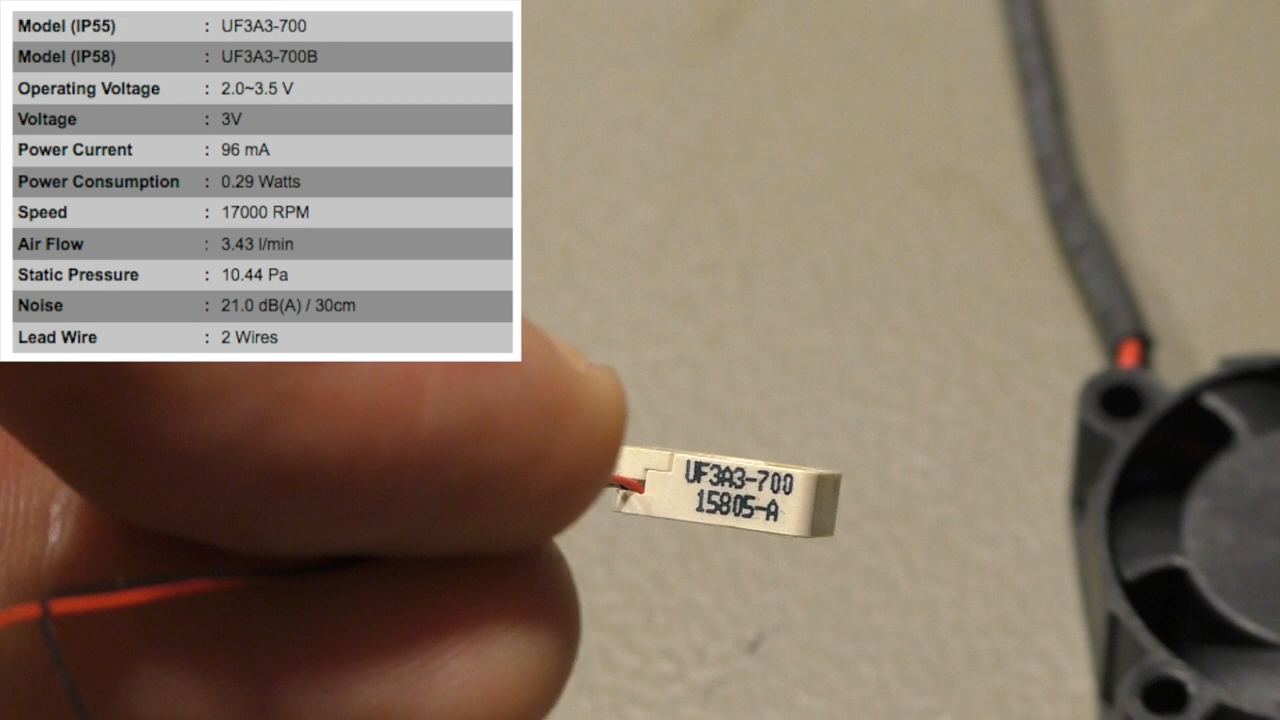 Model (IP55) : UF3A3-700
Model (IP58) : UF3A3-700B
Operating Voltage : 2.0~3.5 V
Voltage : 3V
Power Current : 96 mA
Power Consumption : 0.29 Watts
Speed : 17000 RPM
Air Flow : 3.43 l/min
Static Pressure : 10.44 Pa
Noise : 21.0 dB(A) / 30cm
Lead Wire : 2 Wires
UF3A3-700
15805-A